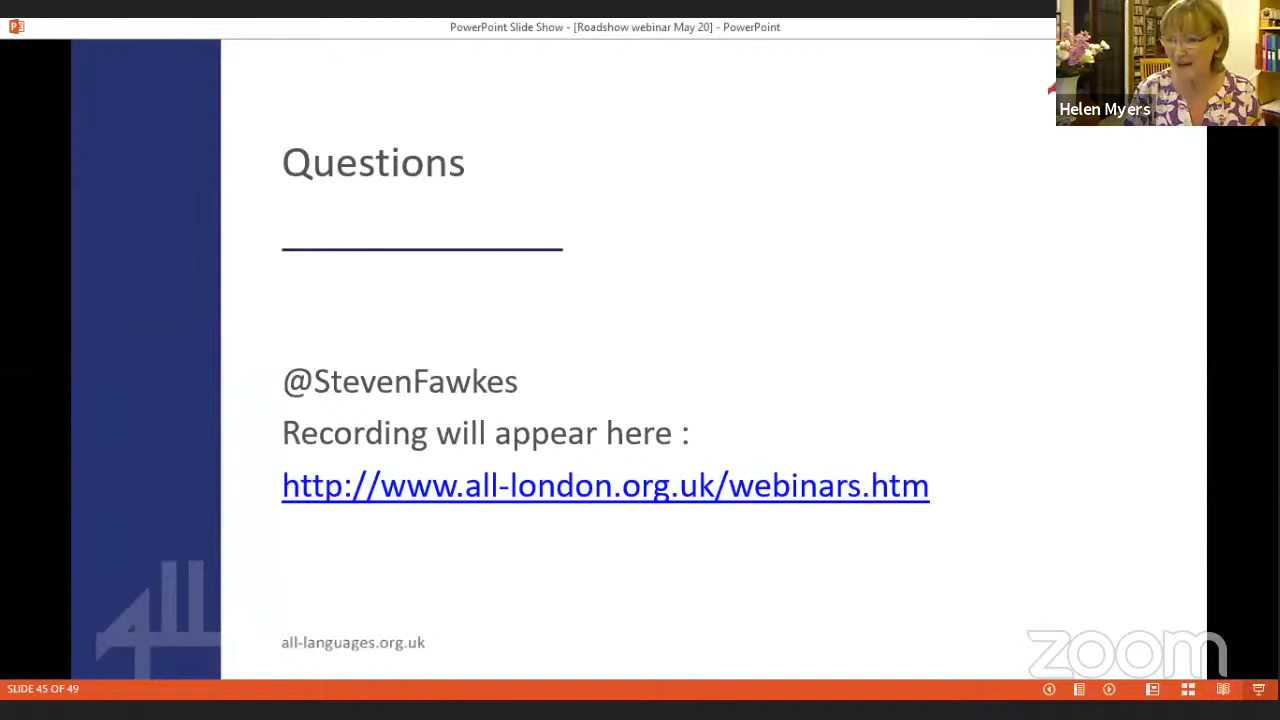 PowerPoint Slide Show - [Roadshow webinar May 20] - PowerPoint
Helen Myers
Questions
@StevenFawkes
Recording will appear here :
http://www.all-london.org.uk/webinars.htm
all-languages.org.uk
zoom
SLIDE 45 OF 49